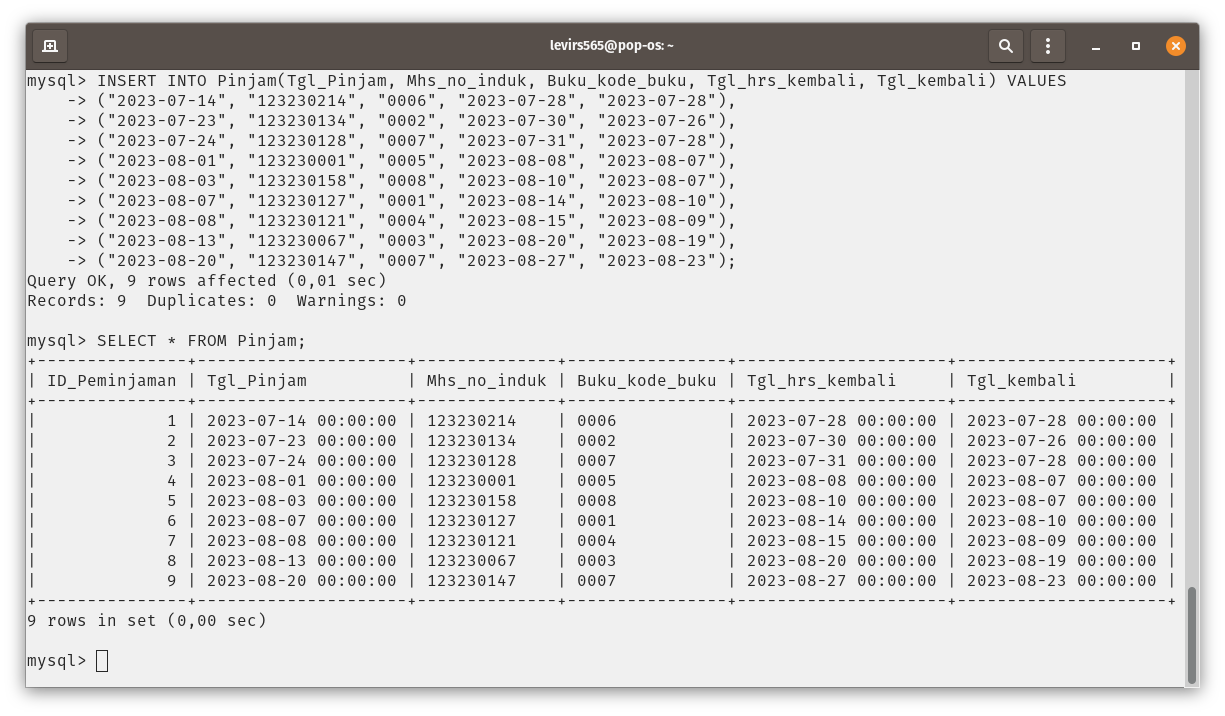 levirs565@pop-os: ~
mysql> INSERT INTO Pinjam(Tgl_Pinjam, Mhs_no_induk, Buku_kode_buku, Tgl_hrs_kembali, Tgl_kembali) VALUES
    -> ("2023-07-14", "123230214", "0006", "2023-07-28", "2023-07-28"),
    -> ("2023-07-23", "123230134", "0002", "2023-07-30", "2023-07-26"),
    -> ("2023-07-24", "123230128", "0007", "2023-07-31", "2023-07-28"),
    -> ("2023-08-01", "123230001", "0005", "2023-08-08", "2023-08-07"),
    -> ("2023-08-03", "123230158", "0008", "2023-08-10", "2023-08-07"),
    -> ("2023-08-07", "123230127", "0001", "2023-08-14", "2023-08-10"),
    -> ("2023-08-08", "123230121", "0004", "2023-08-15", "2023-08-09"),
    -> ("2023-08-13", "123230067", "0003", "2023-08-20", "2023-08-19"),
    -> ("2023-08-20", "123230147", "0007", "2023-08-27", "2023-08-23");
Query OK, 9 rows affected (0,01 sec)
Records: 9  Duplicates: 0  Warnings: 0

mysql> SELECT * FROM Pinjam;
+---------------+---------------------+--------------+----------------+---------------------+---------------------+
| ID_Peminjaman | Tgl_Pinjam          | Mhs_no_induk | Buku_kode_buku | Tgl_hrs_kembali     | Tgl_kembali         |
+---------------+---------------------+--------------+----------------+---------------------+---------------------+
|             1 | 2023-07-14 00:00:00 | 123230214    | 0006           | 2023-07-28 00:00:00 | 2023-07-28 00:00:00 |
|             2 | 2023-07-23 00:00:00 | 123230134    | 0002           | 2023-07-30 00:00:00 | 2023-07-26 00:00:00 |
|             3 | 2023-07-24 00:00:00 | 123230128    | 0007           | 2023-07-31 00:00:00 | 2023-07-28 00:00:00 |
|             4 | 2023-08-01 00:00:00 | 123230001    | 0005           | 2023-08-08 00:00:00 | 2023-08-07 00:00:00 |
|             5 | 2023-08-03 00:00:00 | 123230158    | 0008           | 2023-08-10 00:00:00 | 2023-08-07 00:00:00 |
|             6 | 2023-08-07 00:00:00 | 123230127    | 0001           | 2023-08-14 00:00:00 | 2023-08-10 00:00:00 |
|             7 | 2023-08-08 00:00:00 | 123230121    | 0004           | 2023-08-15 00:00:00 | 2023-08-09 00:00:00 |
|             8 | 2023-08-13 00:00:00 | 123230067    | 0003           | 2023-08-20 00:00:00 | 2023-08-19 00:00:00 |
|             9 | 2023-08-20 00:00:00 | 123230147    | 0007           | 2023-08-27 00:00:00 | 2023-08-23 00:00:00 |
+---------------+---------------------+--------------+----------------+---------------------+---------------------+
9 rows in set (0,00 sec)

mysql>